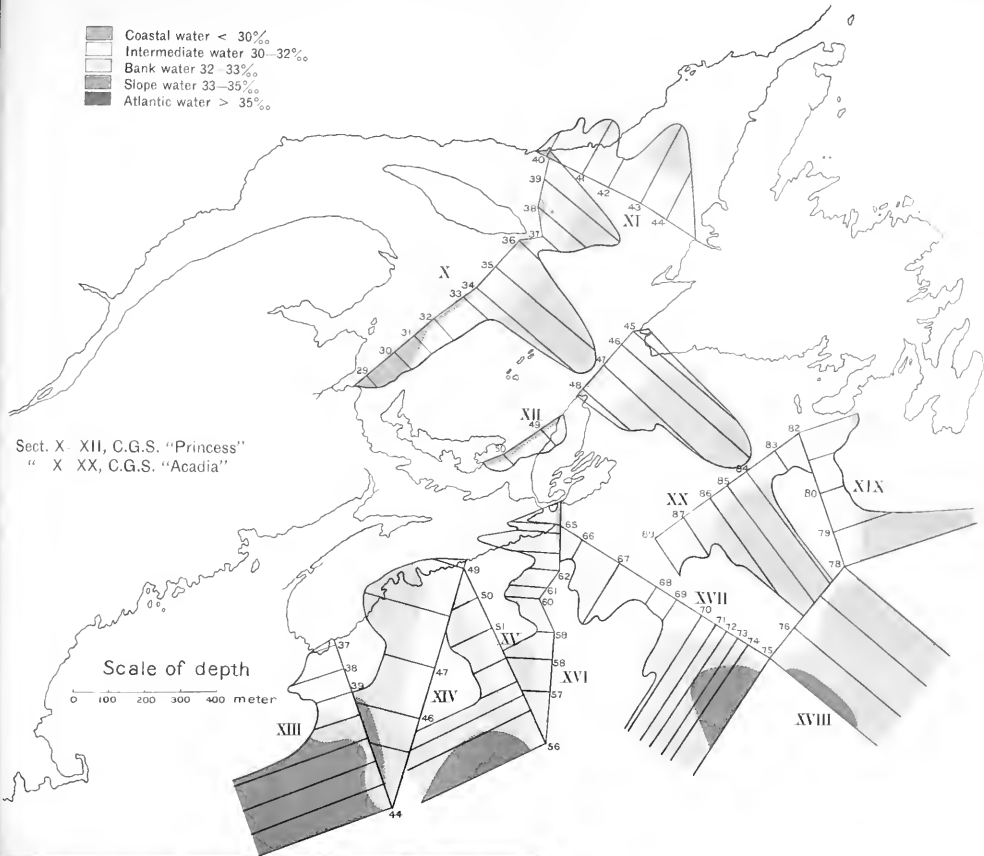 Coastal water < 30‰
Intermediate water 30—32‰
Bank water 32—33‰
Slope water 33—35‰
Atlantic water > 35‰
40
39
41
42
38
43
44
XI
37
36
X
35
34
33
32
31
30
29
45
46
47
48
XII
49
50
Sect. X XII, C.G.S. "Princess"
" X XX, C.G.S. "Acadia"
82
83
84
85
XX
86
87
80
XIX
79
78
65
66
67
62
61
60
68
69
XVII
70
71
72
73
74
75
76
49
50
51
XV
58
58
XVI
57
37
38
39
47
XIV
46
XIII
56
XVIII
44
Scale of depth
0 100 200 300 400 meter